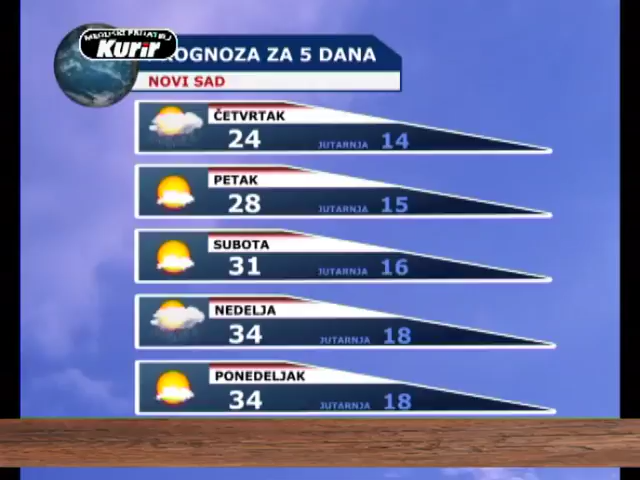 MEDIJSKI PRIJATELJ
Kurir
OGNOZA ZA 5 DANA
NOVI SAD
ČETVRTAK
24 JUTARNJA 14
PETAK
28 JUTARNJA 15
SUBOTA
31 JUTARNJA 16
NEDELJA
34 JUTARNJA 18
PONEDELJAK
34 JUTARNJA 18